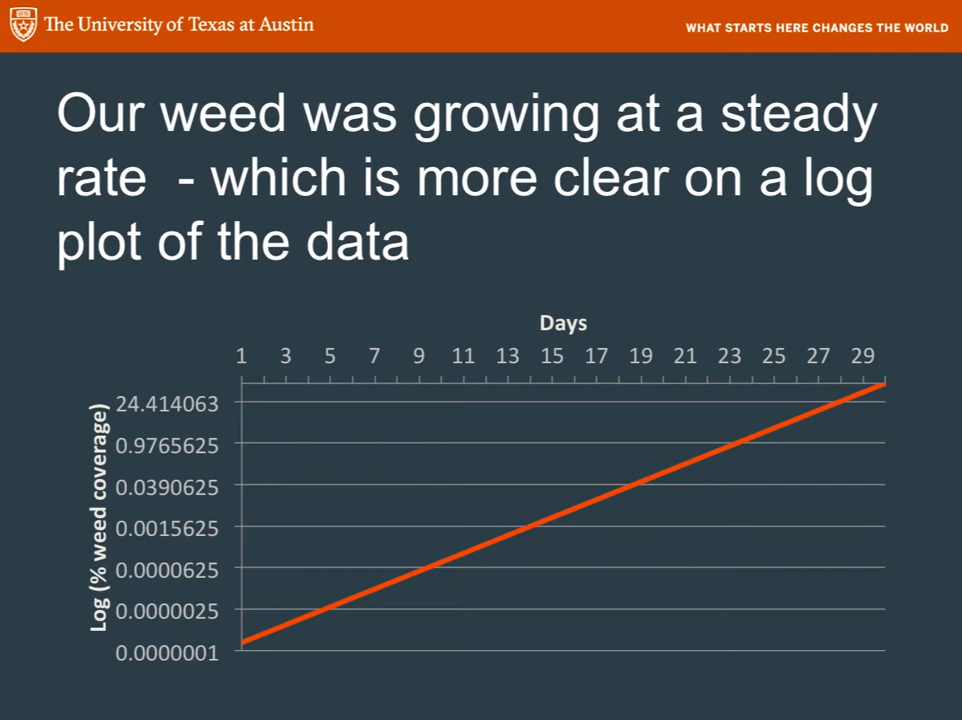 The University of Texas at Austin
WHAT STARTS HERE CHANGES THE WORLD
Our weed was growing at a steady
rate - which is more clear on a log
plot of the data
Days
1 3 5 7 9 11 13 15 17 19 21 23 25 27 29
Log (% weed coverage)
24.414063
0.9765625
0.0390625
0.0015625
0.0000625
0.0000025
0.0000001